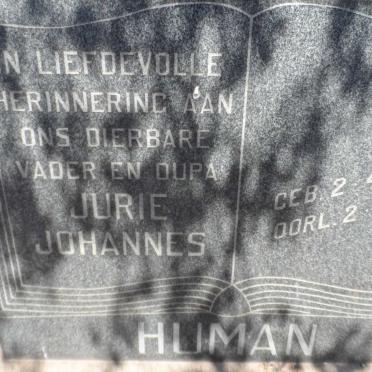 N LIEFDEVOLLE
HERINNERING AAN
ONS DIERBARE
VADER EN OUPA
JURIE
JOHANNES
GEB. 2
OORL. 2
HUMAN